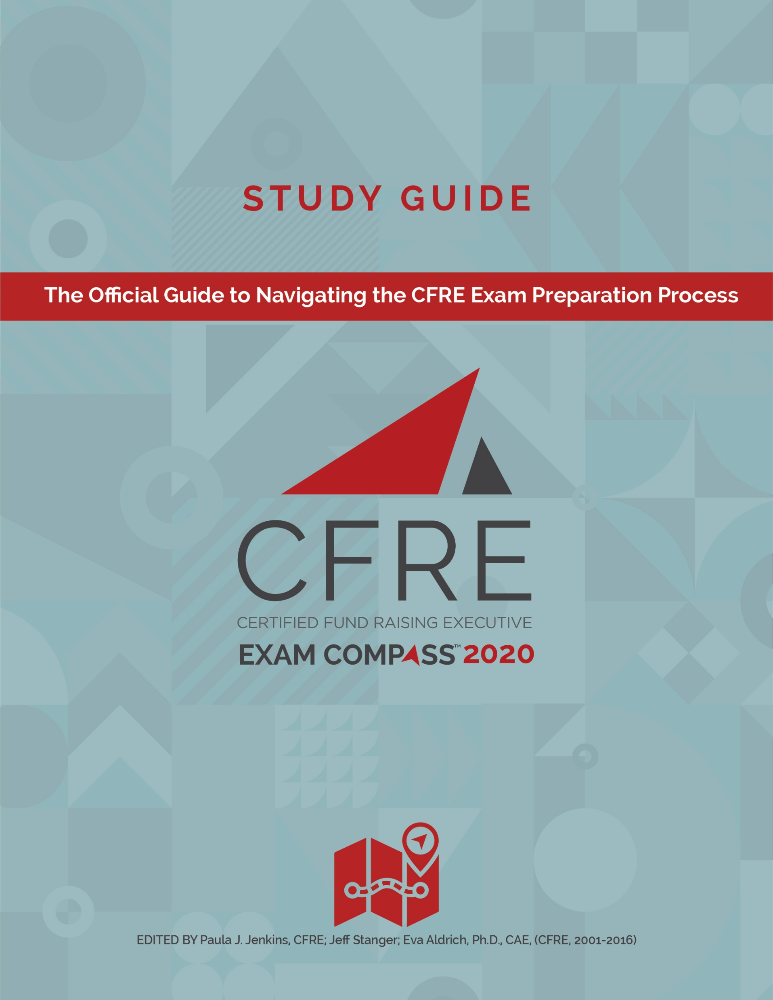 STUDY GUIDE
The Official Guide to Navigating the CFRE Exam Preparation Process
CFRE
CERTIFIED FUND RAISING EXECUTIVE
EXAM COMPASS™ 2020
EDITED BY Paula J. Jenkins, CFRE; Jeff Stanger; Eva Aldrich, Ph.D., CAE, (CFRE, 2001-2016)